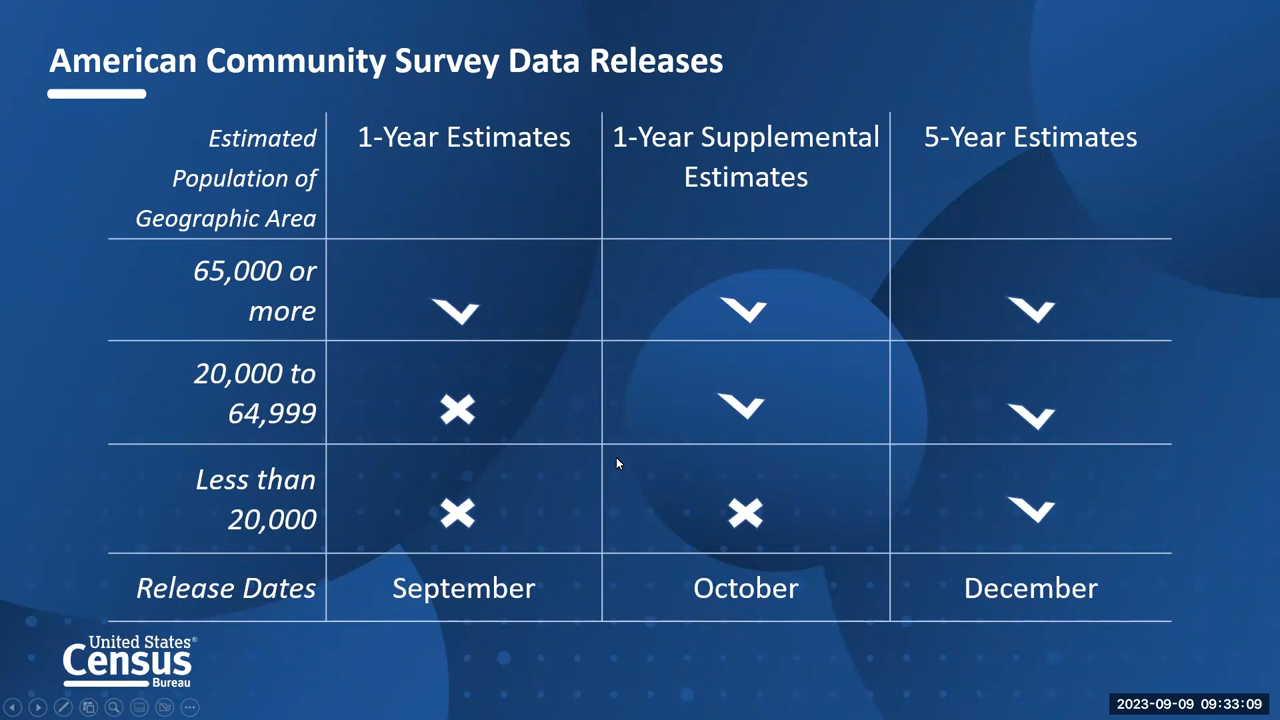 American Community Survey Data Releases
Estimated
Population of
Geographic Area
1-Year Estimates
1-Year Supplemental
Estimates
5-Year Estimates
65,000 or
more
20,000 to
64,999
Less than
20,000
Release Dates
September
October
December
United States®
Census
Bureau
2023-09-09 09:33:09